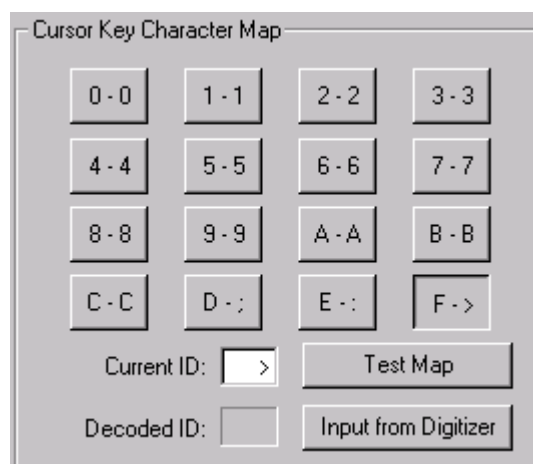 Cursor Key Character Map
0 - 0 1 - 1 2 - 2 3 - 3
4 - 4 5 - 5 6 - 6 7 - 7
8 - 8 9 - 9 A - A B - B
C - C D - ; E - : F - >
Current ID: > Test Map
Decoded ID: Input from Digitizer